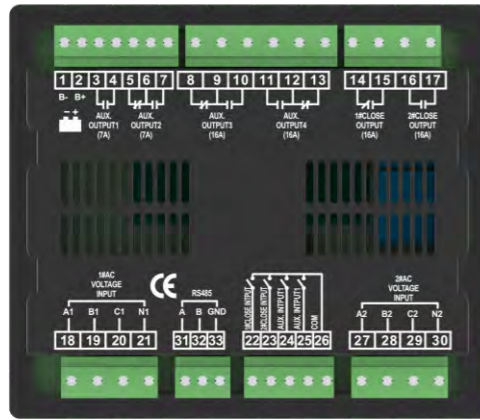 1 2 3 4 5 6 7 8 9 10 11 12 13 14 15 16 17
B- B+
- +
AUX.
OUTPUT1
(7A)
AUX.
OUTPUT2
(7A)
AUX.
OUTPUT3
(16A)
AUX.
OUTPUT4
(16A)
1#CLOSE
OUTPUT
(16A)
2#CLOSE
OUTPUT
(16A)
1#AC
VOLTAGE
INPUT
A1 B1 C1 N1
18 19 20 21
CE
RS485
A B GND
31 32 33
1#CLOSE INTPUT
2#CLOSE INTPUT
AUX. INTPUT1
AUX. INTPUT1
COM
22 23 24 25 26
2#AC
VOLTAGE
INPUT
A2 B2 C2 N2
27 28 29 30